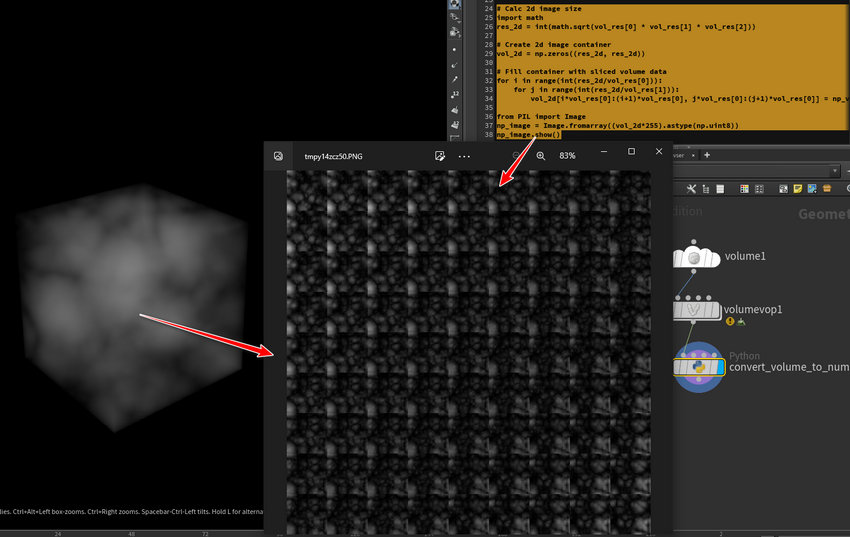 24 # Calc 2d image size
25 import math
26 res_2d = int(math.sqrt(vol_res[0] * vol_res[1] * vol_res[2]))
27
28 # Create 2d image container
29 vol_2d = np.zeros((res_2d, res_2d))
30
31 # Fill container with sliced volume data
32 for i in range(int(res_2d/vol_res[0])):
33 for j in range(int(res_2d/vol_res[1])):
34 vol_2d[i*vol_res[0]:(i+1)*vol_res[0], j*vol_res[0]:(j+1)*vol_res[0]] = np_v
35
36 from PIL import Image
37 np_image = Image.fromarray((vol_2d*255).astype(np.uint8))
38 np_image.show()
tmpy14zcz50.PNG
83%
wser
dition
Geomet
volume1
volumevop1
Python
convert_volume_to_num
lies. Ctrl+Alt+Left box-zooms. Ctrl+Right zooms. Spacebar-Ctrl-Left tilts. Hold L for alterna
24 48 72